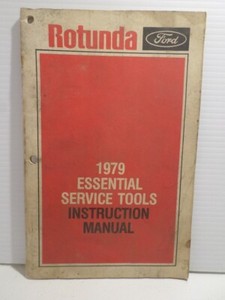 Rotunda
Ford
1979
ESSENTIAL
SERVICE TOOLS
INSTRUCTION
MANUAL